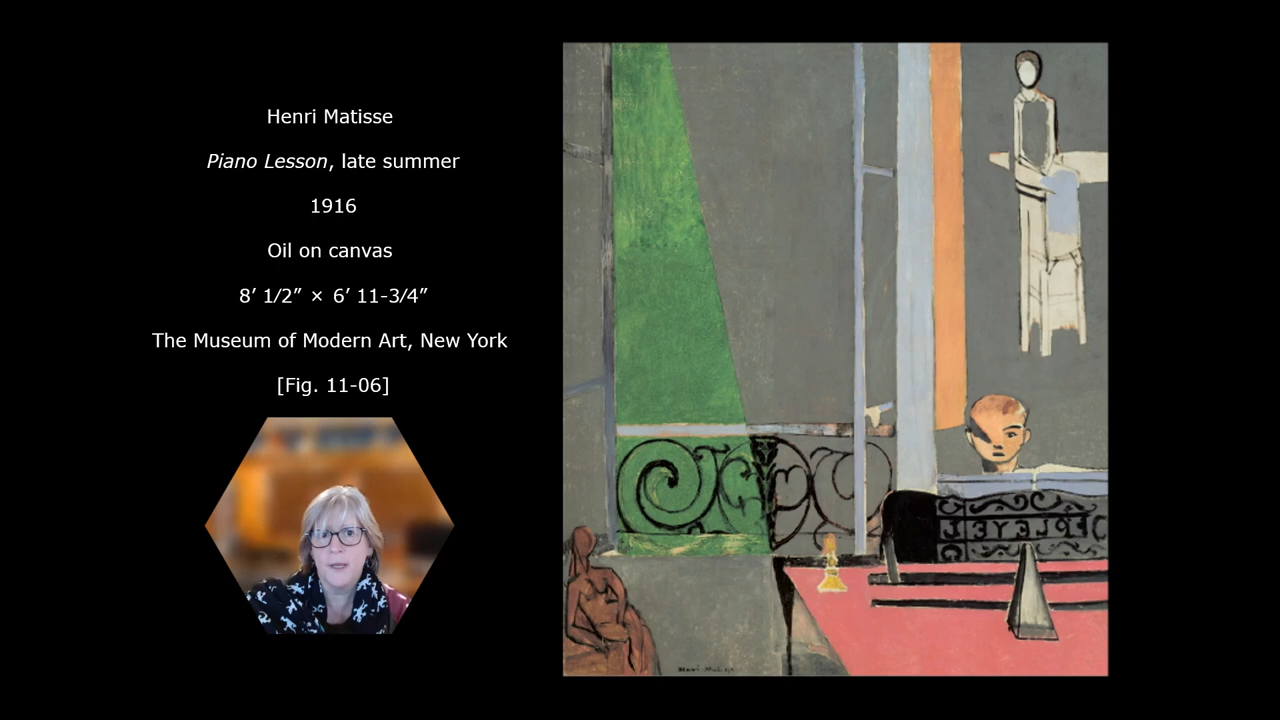 Henri Matisse
Piano Lesson, late summer
1916
Oil on canvas
8’ 1/2” × 6’ 11-3/4”
The Museum of Modern Art, New York
[Fig. 11-06]